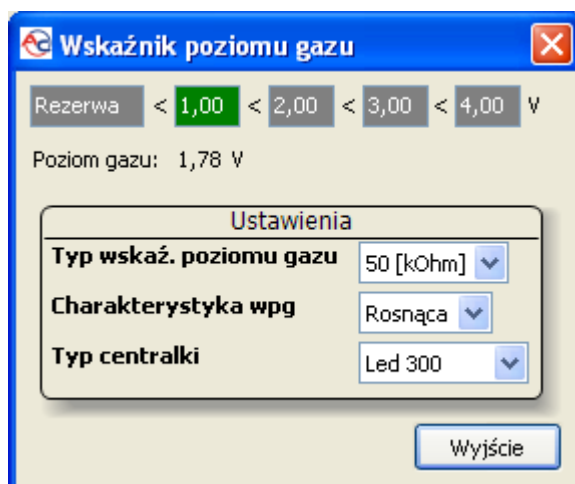 Wskaźnik poziomu gazu
Rezerwa < 1,00 < 2,00 < 3,00 < 4,00 V
Poziom gazu: 1,78 V
Ustawienia
Typ wskaź. poziomu gazu 50 [kOhm]
Charakterystyka wpg Rosnąca
Typ centralki Led 300
Wyjście